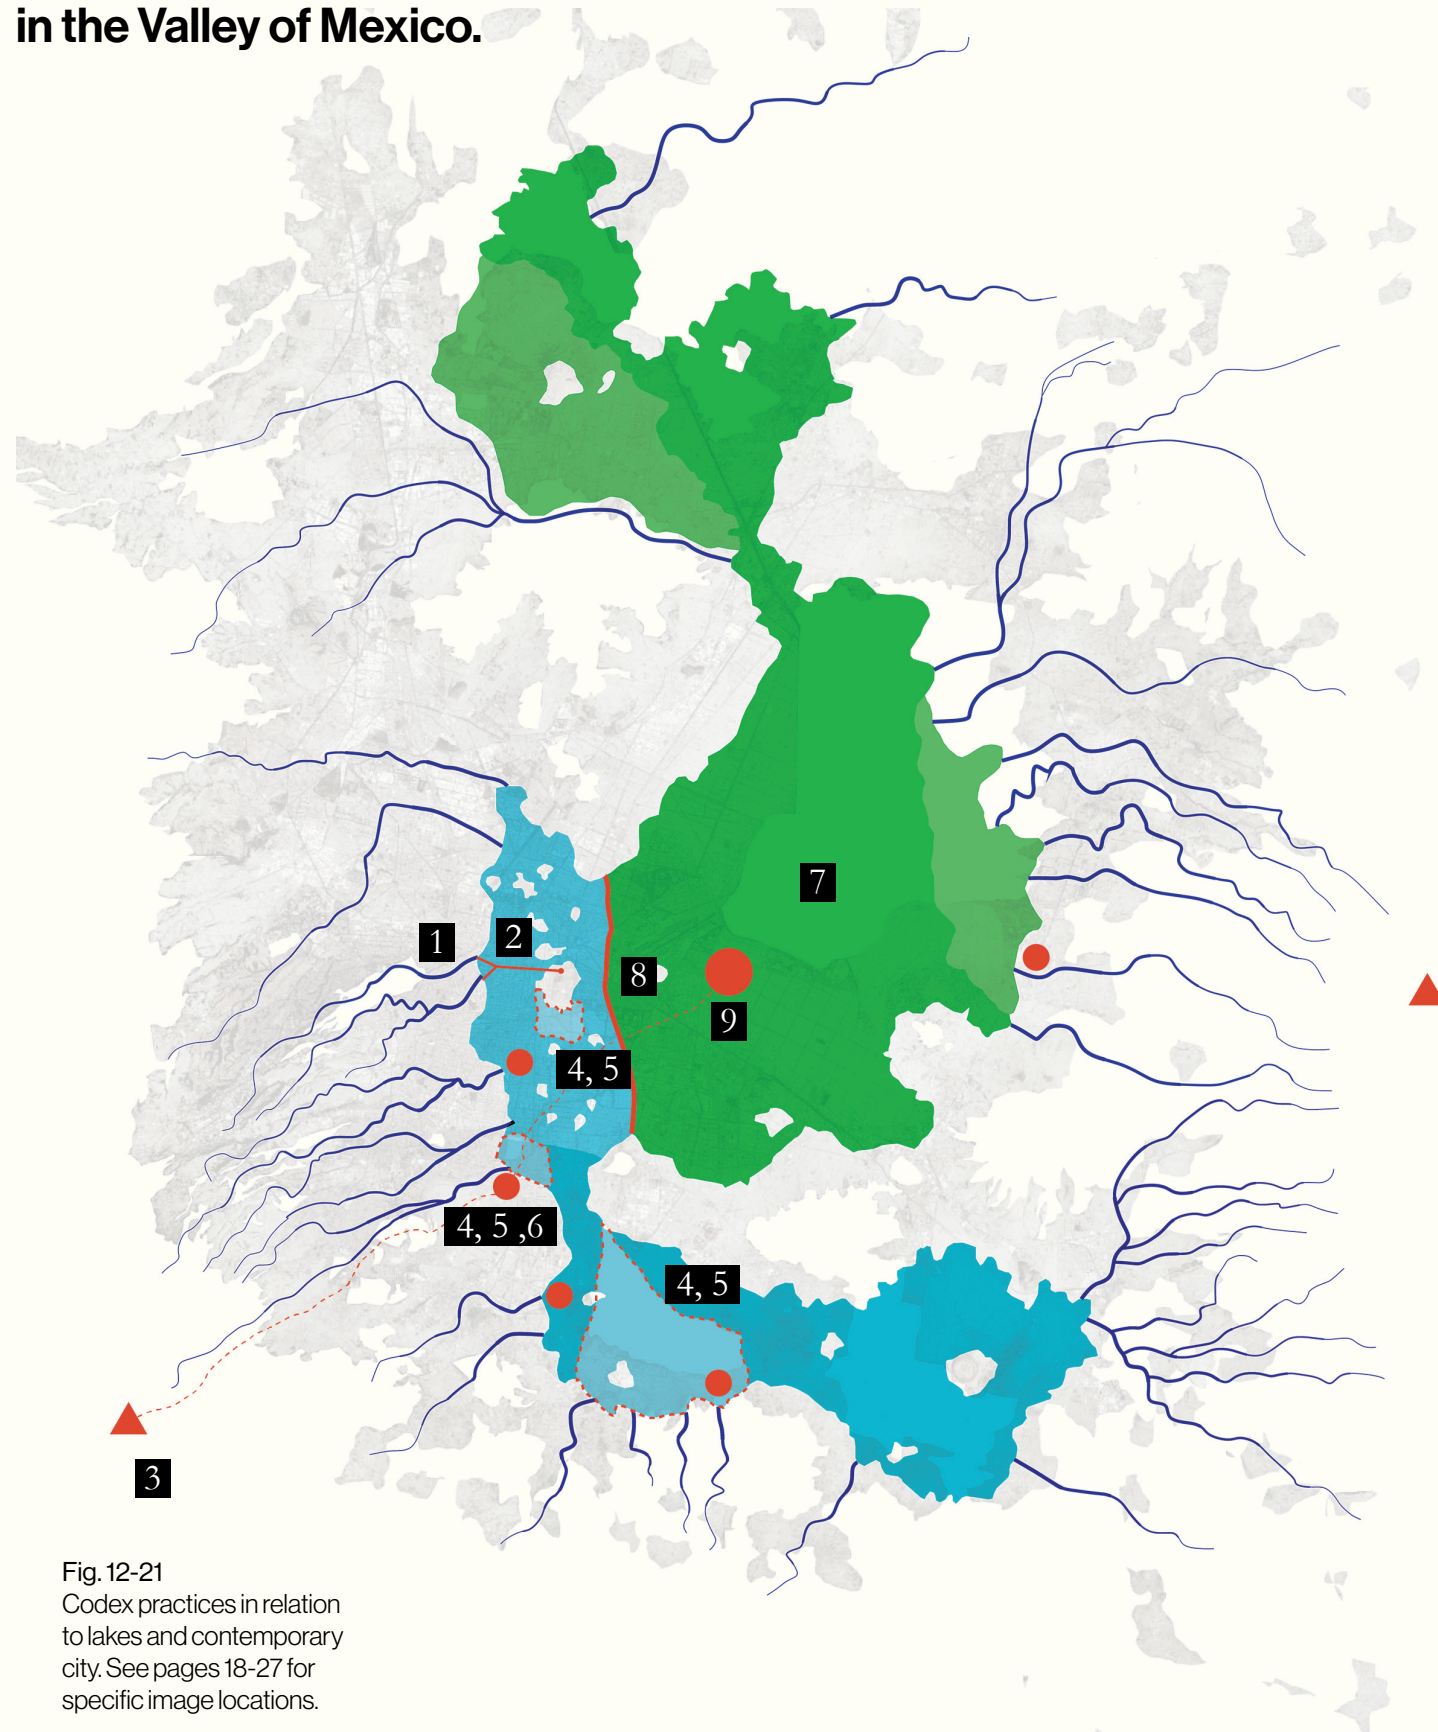 in the Valley of Mexico.
7
1
2
8
9
4, 5
4, 5 ,6
4, 5
3
Fig. 12-21
Codex practices in relation
to lakes and contemporary
city. See pages 18-27 for
specific image locations.